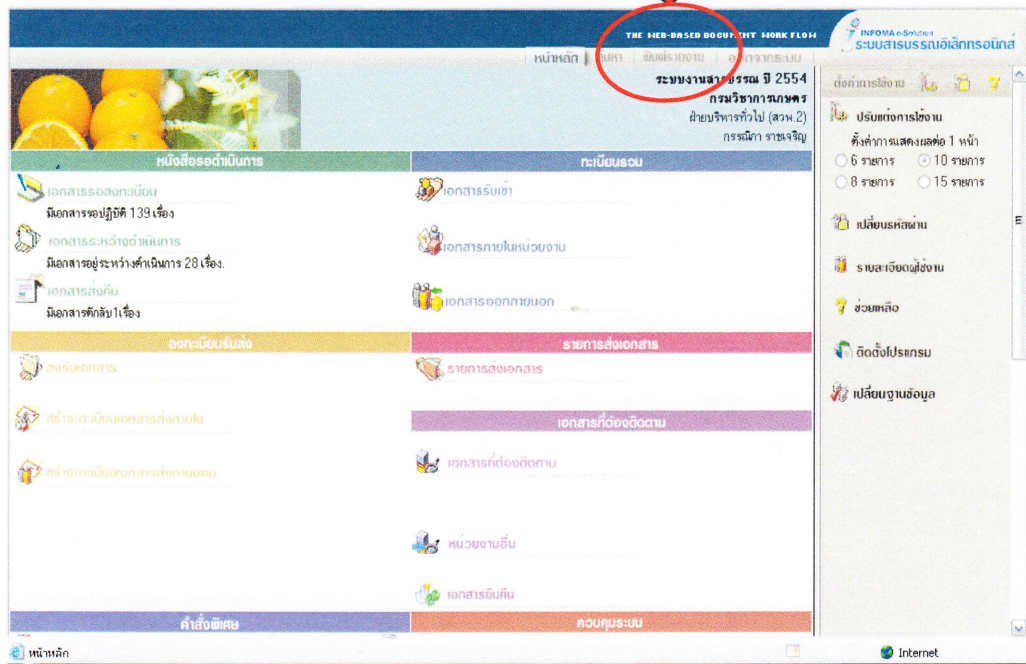 THE WEB-BASED DOCUMENT WORK FLOW
INFOMA e-Solution
ระบบสารบรรณอิเล็กทรอนิกส์
หน้าหลัก | ค้นหา | พิมพ์รายงาน | ออกจากระบบ
ระบบงานสารบรรณ ปี 2554
กรมวิชาการเกษตร
ฝ่ายบริหารทั่วไป (สวพ.2)
กรรณิกา ราชเจริญ
หนังสือรอดำเนินการ
เอกสารรอลงทะเบียน
มีเอกสารรอปฏิบัติ 139 เรื่อง
เอกสารระหว่างดำเนินการ
มีเอกสารอยู่ระหว่างดำเนินการ 28 เรื่อง.
เอกสารส่งคืน
มีเอกสารตีกลับ 1 เรื่อง
ทะเบียนรวม
เอกสารรับเข้า
เอกสารภายในหน่วยงาน
เอกสารออกภายนอก
ลงทะเบียนรับส่ง
ลงรับเอกสาร
สร้างทะเบียนเอกสารส่งภายใน
สร้างทะเบียนเอกสารส่งภายนอก
รายการส่งเอกสาร
รายการส่งเอกสาร
เอกสารที่ต้องติดตาม
เอกสารที่ต้องติดตาม
หน่วยงานอื่น
เอกสารยืมคืน
คำสั่งพิเศษ
ควบคุมระบบ
ตั้งค่าการใช้งาน
ปรับแต่งการใช้งาน
ตั้งค่าการแสดงผลต่อ 1 หน้า
6 รายการ 10 รายการ
8 รายการ 15 รายการ
เปลี่ยนรหัสผ่าน
รายละเอียดผู้ใช้งาน
ช่วยเหลือ
ติดตั้งโปรแกรม
เปลี่ยนฐานข้อมูล
หน้าหลัก
Internet